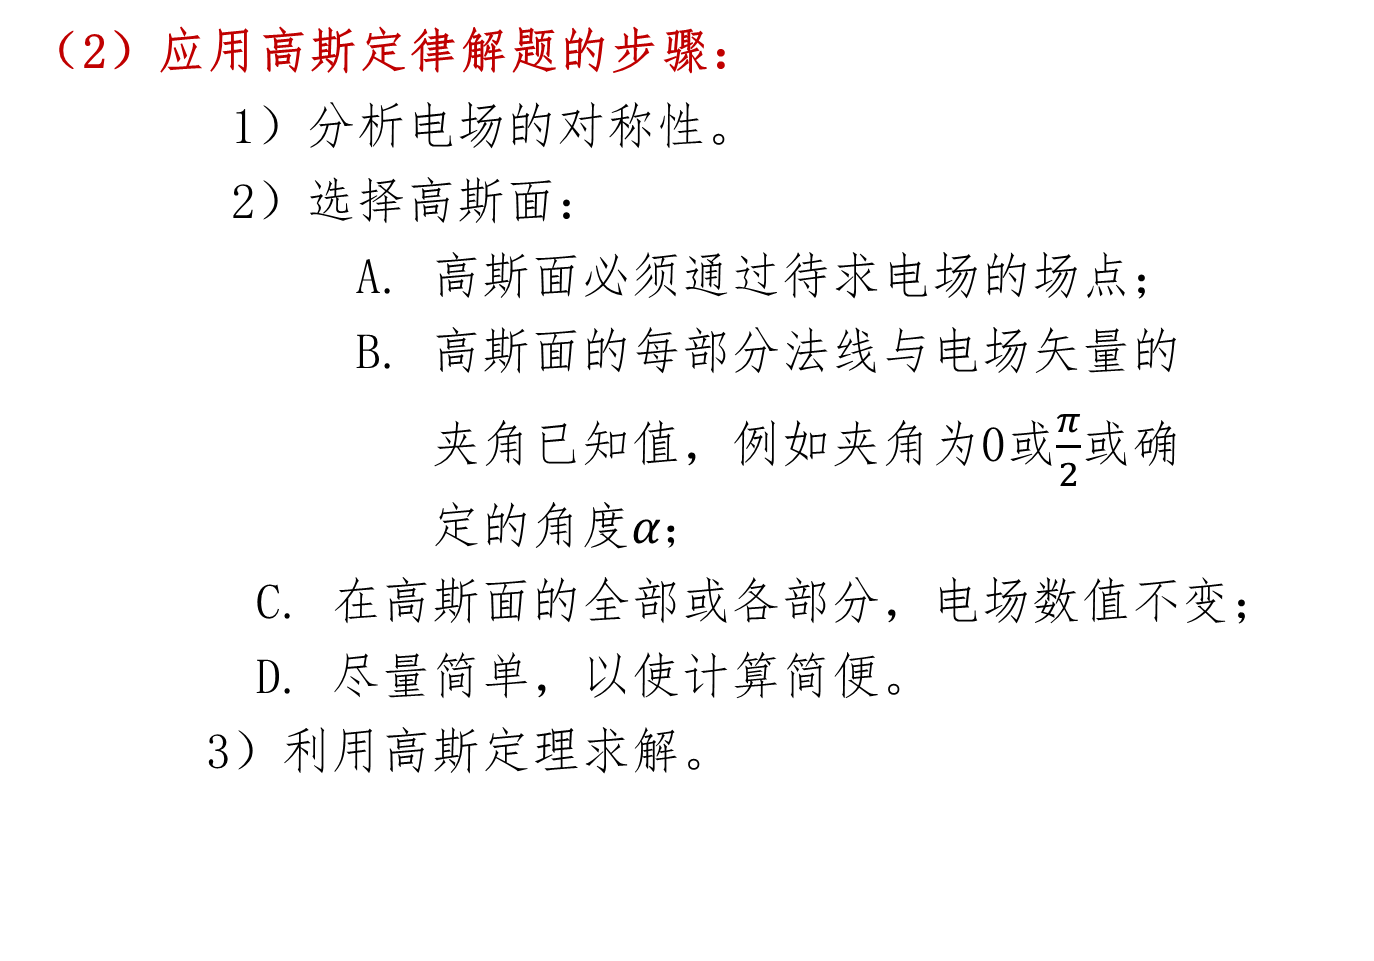 （2）应用高斯定律解题的步骤：
1）分析电场的对称性。
2）选择高斯面：
A. 高斯面必须通过待求电场的场点；
B. 高斯面的每部分法线与电场矢量的
夹角已知值，例如夹角为0或π/2或确
定的角度α；
C. 在高斯面的全部或各部分，电场数值不变；
D. 尽量简单，以使计算简便。
3）利用高斯定理求解。